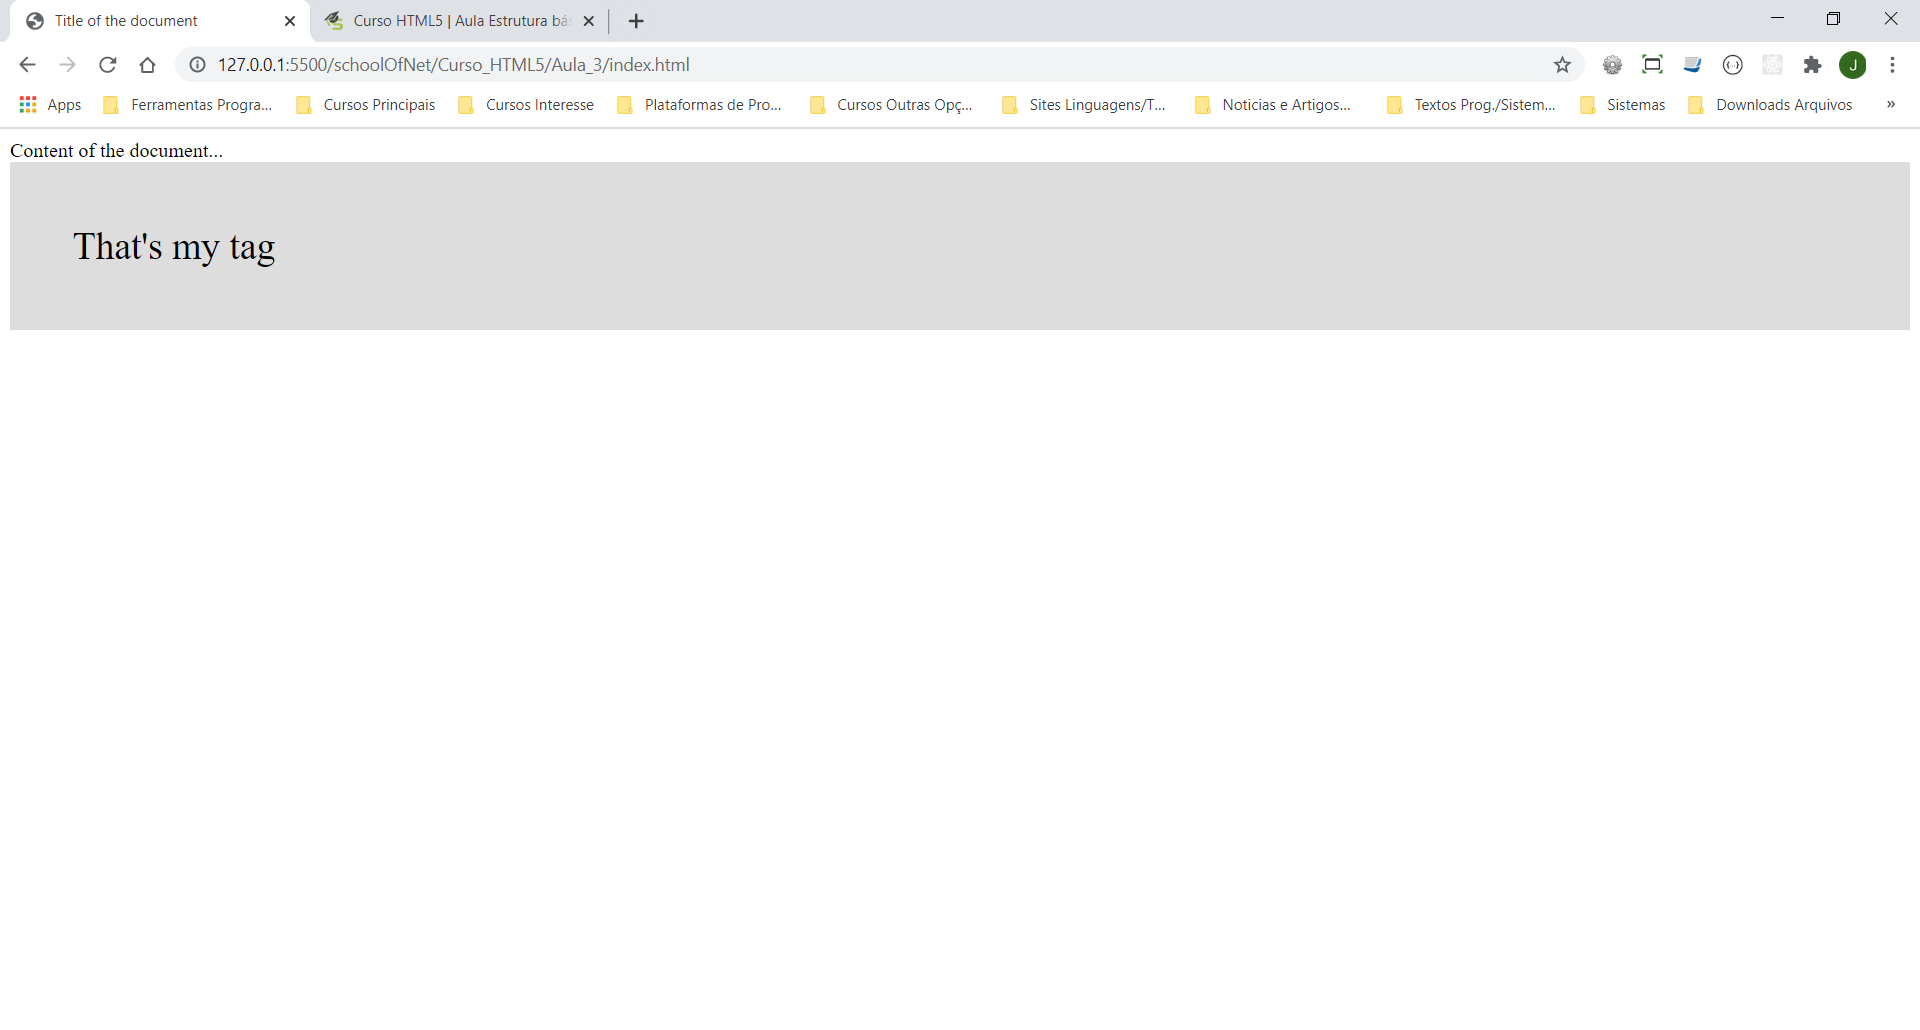 Title of the document
Curso HTML5 | Aula Estrutura bás
127.0.0.1:5500/schoolOfNet/Curso_HTML5/Aula_3/index.html
J
Apps Ferramentas Progra... Cursos Principais Cursos Interesse Plataformas de Pro... Cursos Outras Opç... Sites Linguagens/T... Noticias e Artigos... Textos Prog./Sistem... Sistemas Downloads Arquivos »
Content of the document...
That's my tag